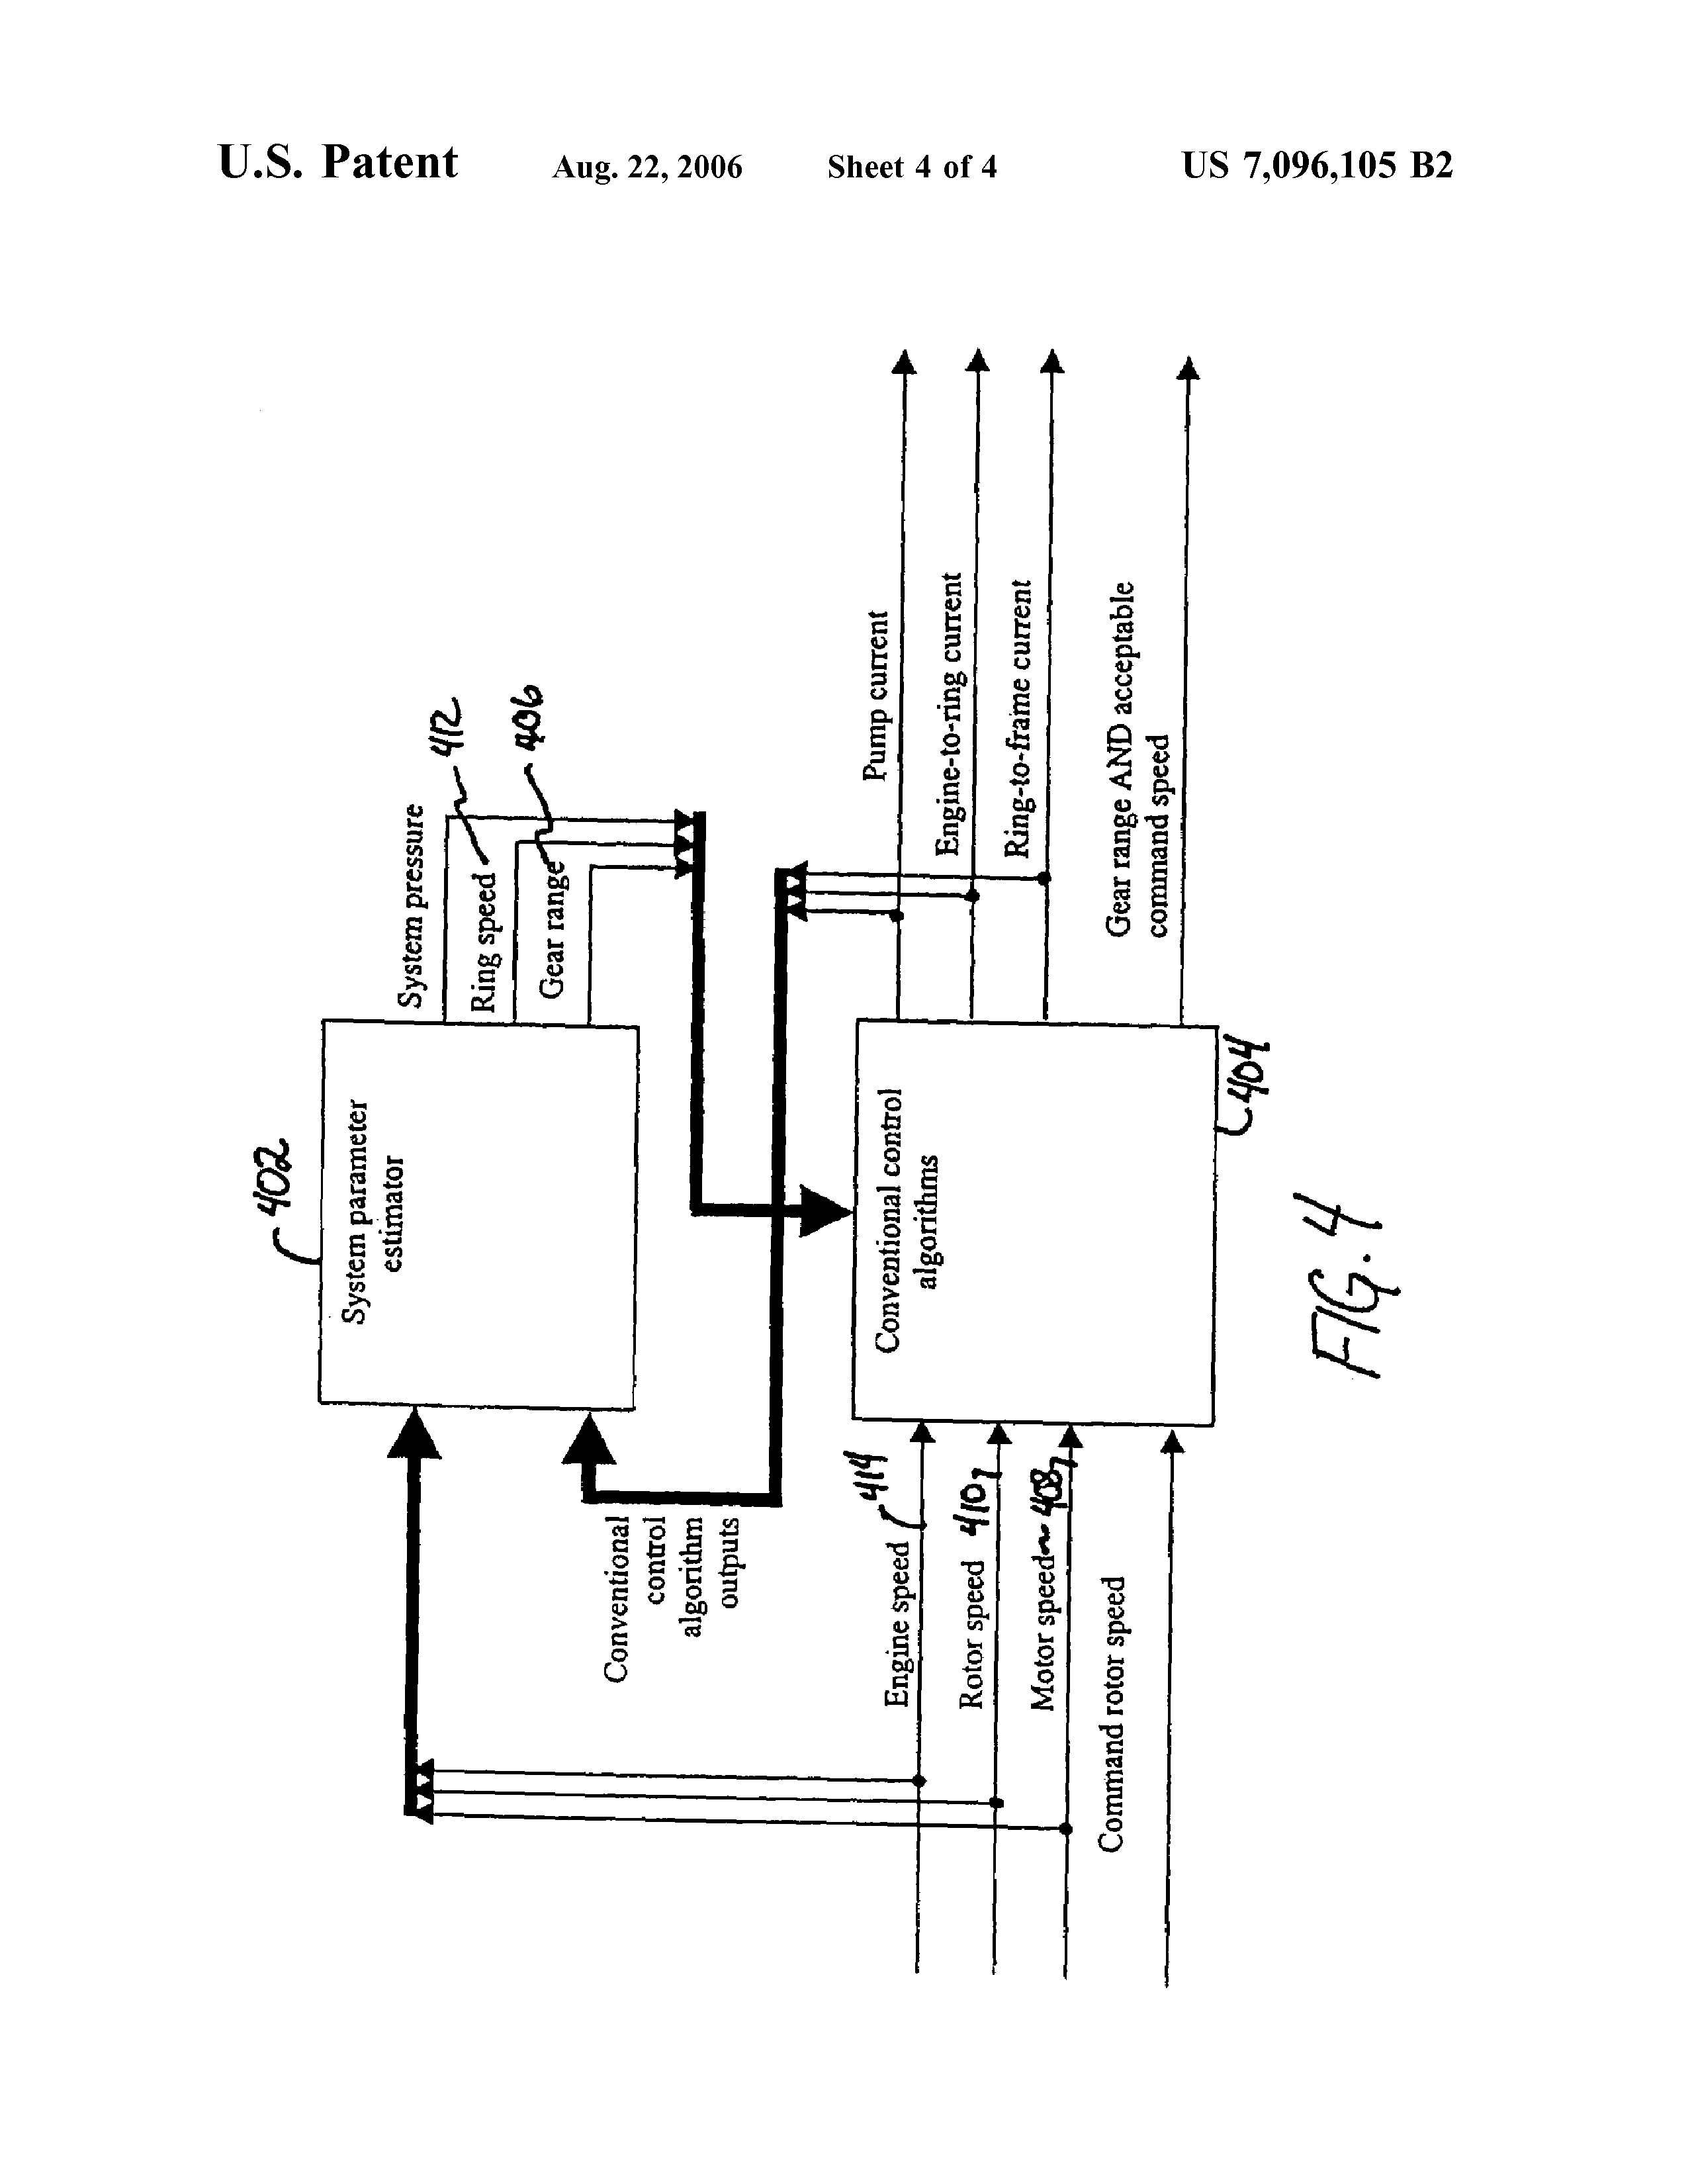 U.S. Patent Aug. 22, 2006 Sheet 4 of 4 US 7,096,105 B2
402
System parameter
estimator
System pressure
412
Ring speed
406
Gear range
Conventional
control
algorithm
outputs
Engine speed
414
Rotor speed
410
Motor speed
408
Command rotor speed
Conventional control
algorithms
404
Pump current
Engine-to-ring current
Ring-to-frame current
Gear range AND acceptable
command speed
FIG. 4